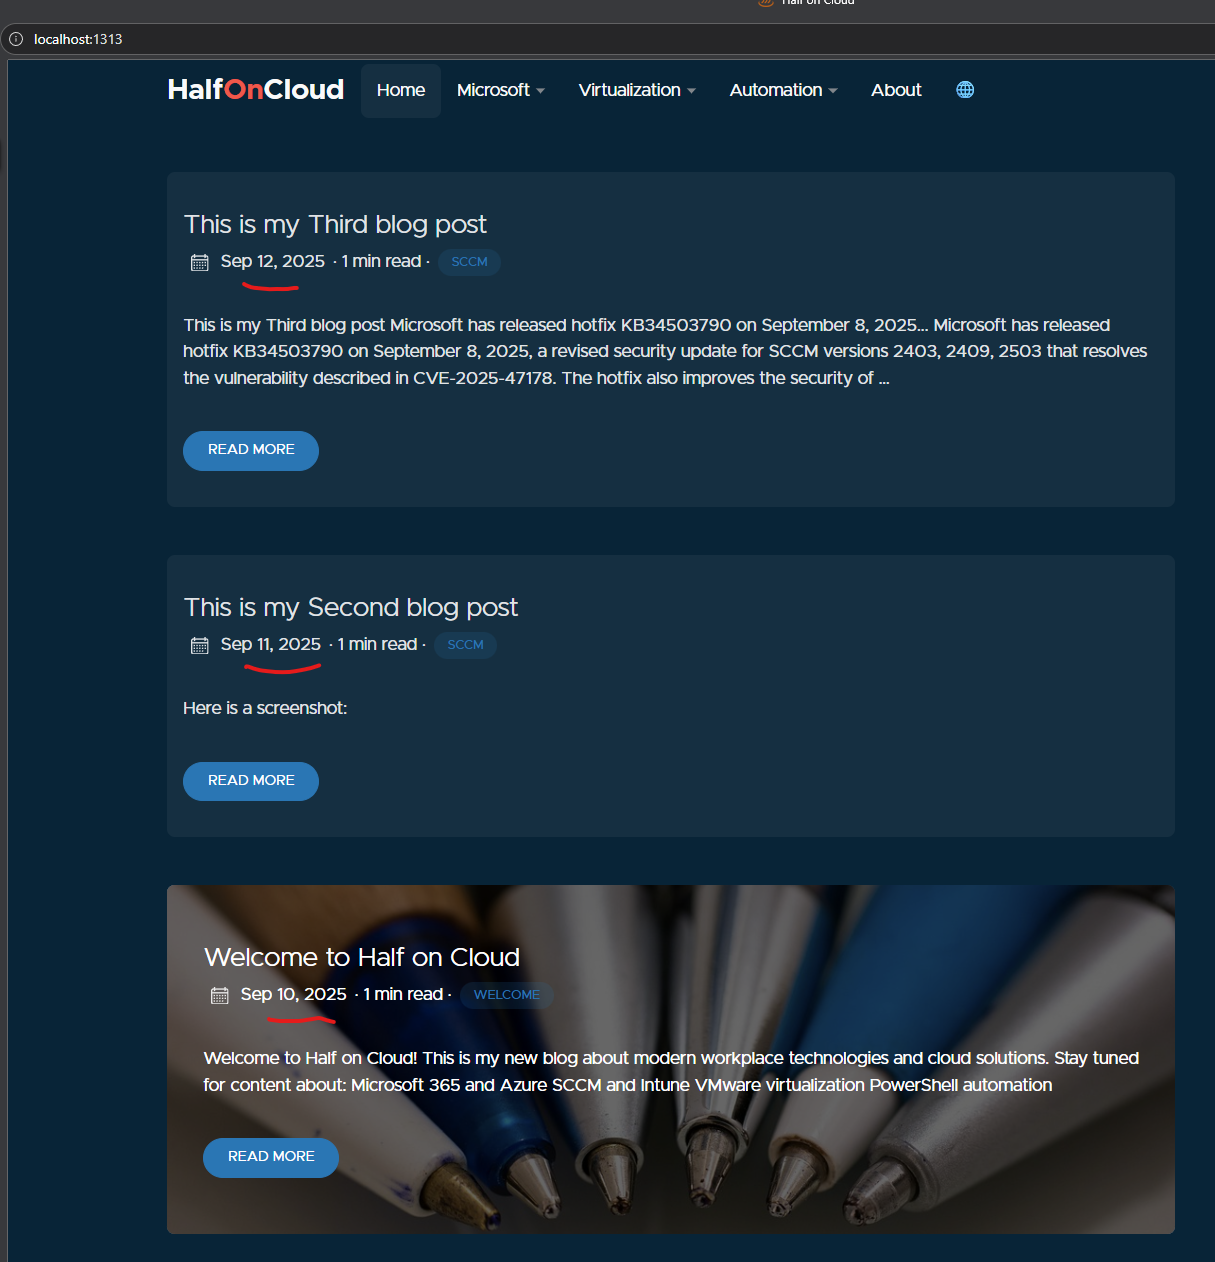 Half on Cloud
localhost:1313
HalfOnCloud Home Microsoft Virtualization Automation About
This is my Third blog post
Sep 12, 2025 · 1 min read · SCCM
This is my Third blog post Microsoft has released hotfix KB34503790 on September 8, 2025... Microsoft has released
hotfix KB34503790 on September 8, 2025, a revised security update for SCCM versions 2403, 2409, 2503 that resolves
the vulnerability described in CVE-2025-47178. The hotfix also improves the security of ...
READ MORE
This is my Second blog post
Sep 11, 2025 · 1 min read · SCCM
Here is a screenshot:
READ MORE
Welcome to Half on Cloud
Sep 10, 2025 · 1 min read · WELCOME
Welcome to Half on Cloud! This is my new blog about modern workplace technologies and cloud solutions. Stay tuned
for content about: Microsoft 365 and Azure SCCM and Intune VMware virtualization PowerShell automation
READ MORE